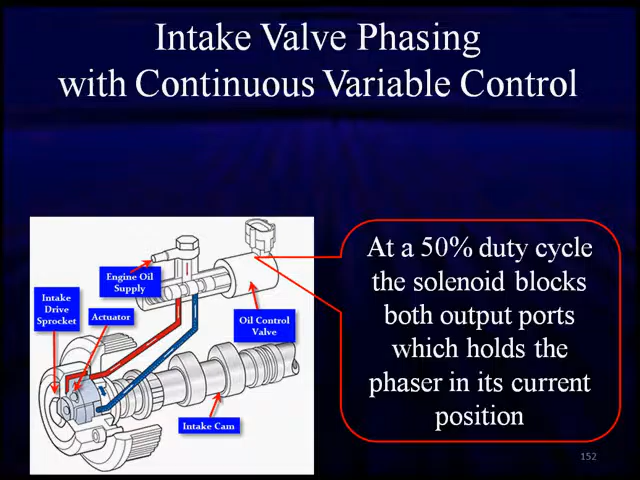 Intake Valve Phasing
with Continuous Variable Control
Engine Oil
Supply
Intake
Drive
Sprocket
Actuator
Oil Control
Valve
Intake Cam
At a 50% duty cycle
the solenoid blocks
both output ports
which holds the
phaser in its current
position
152